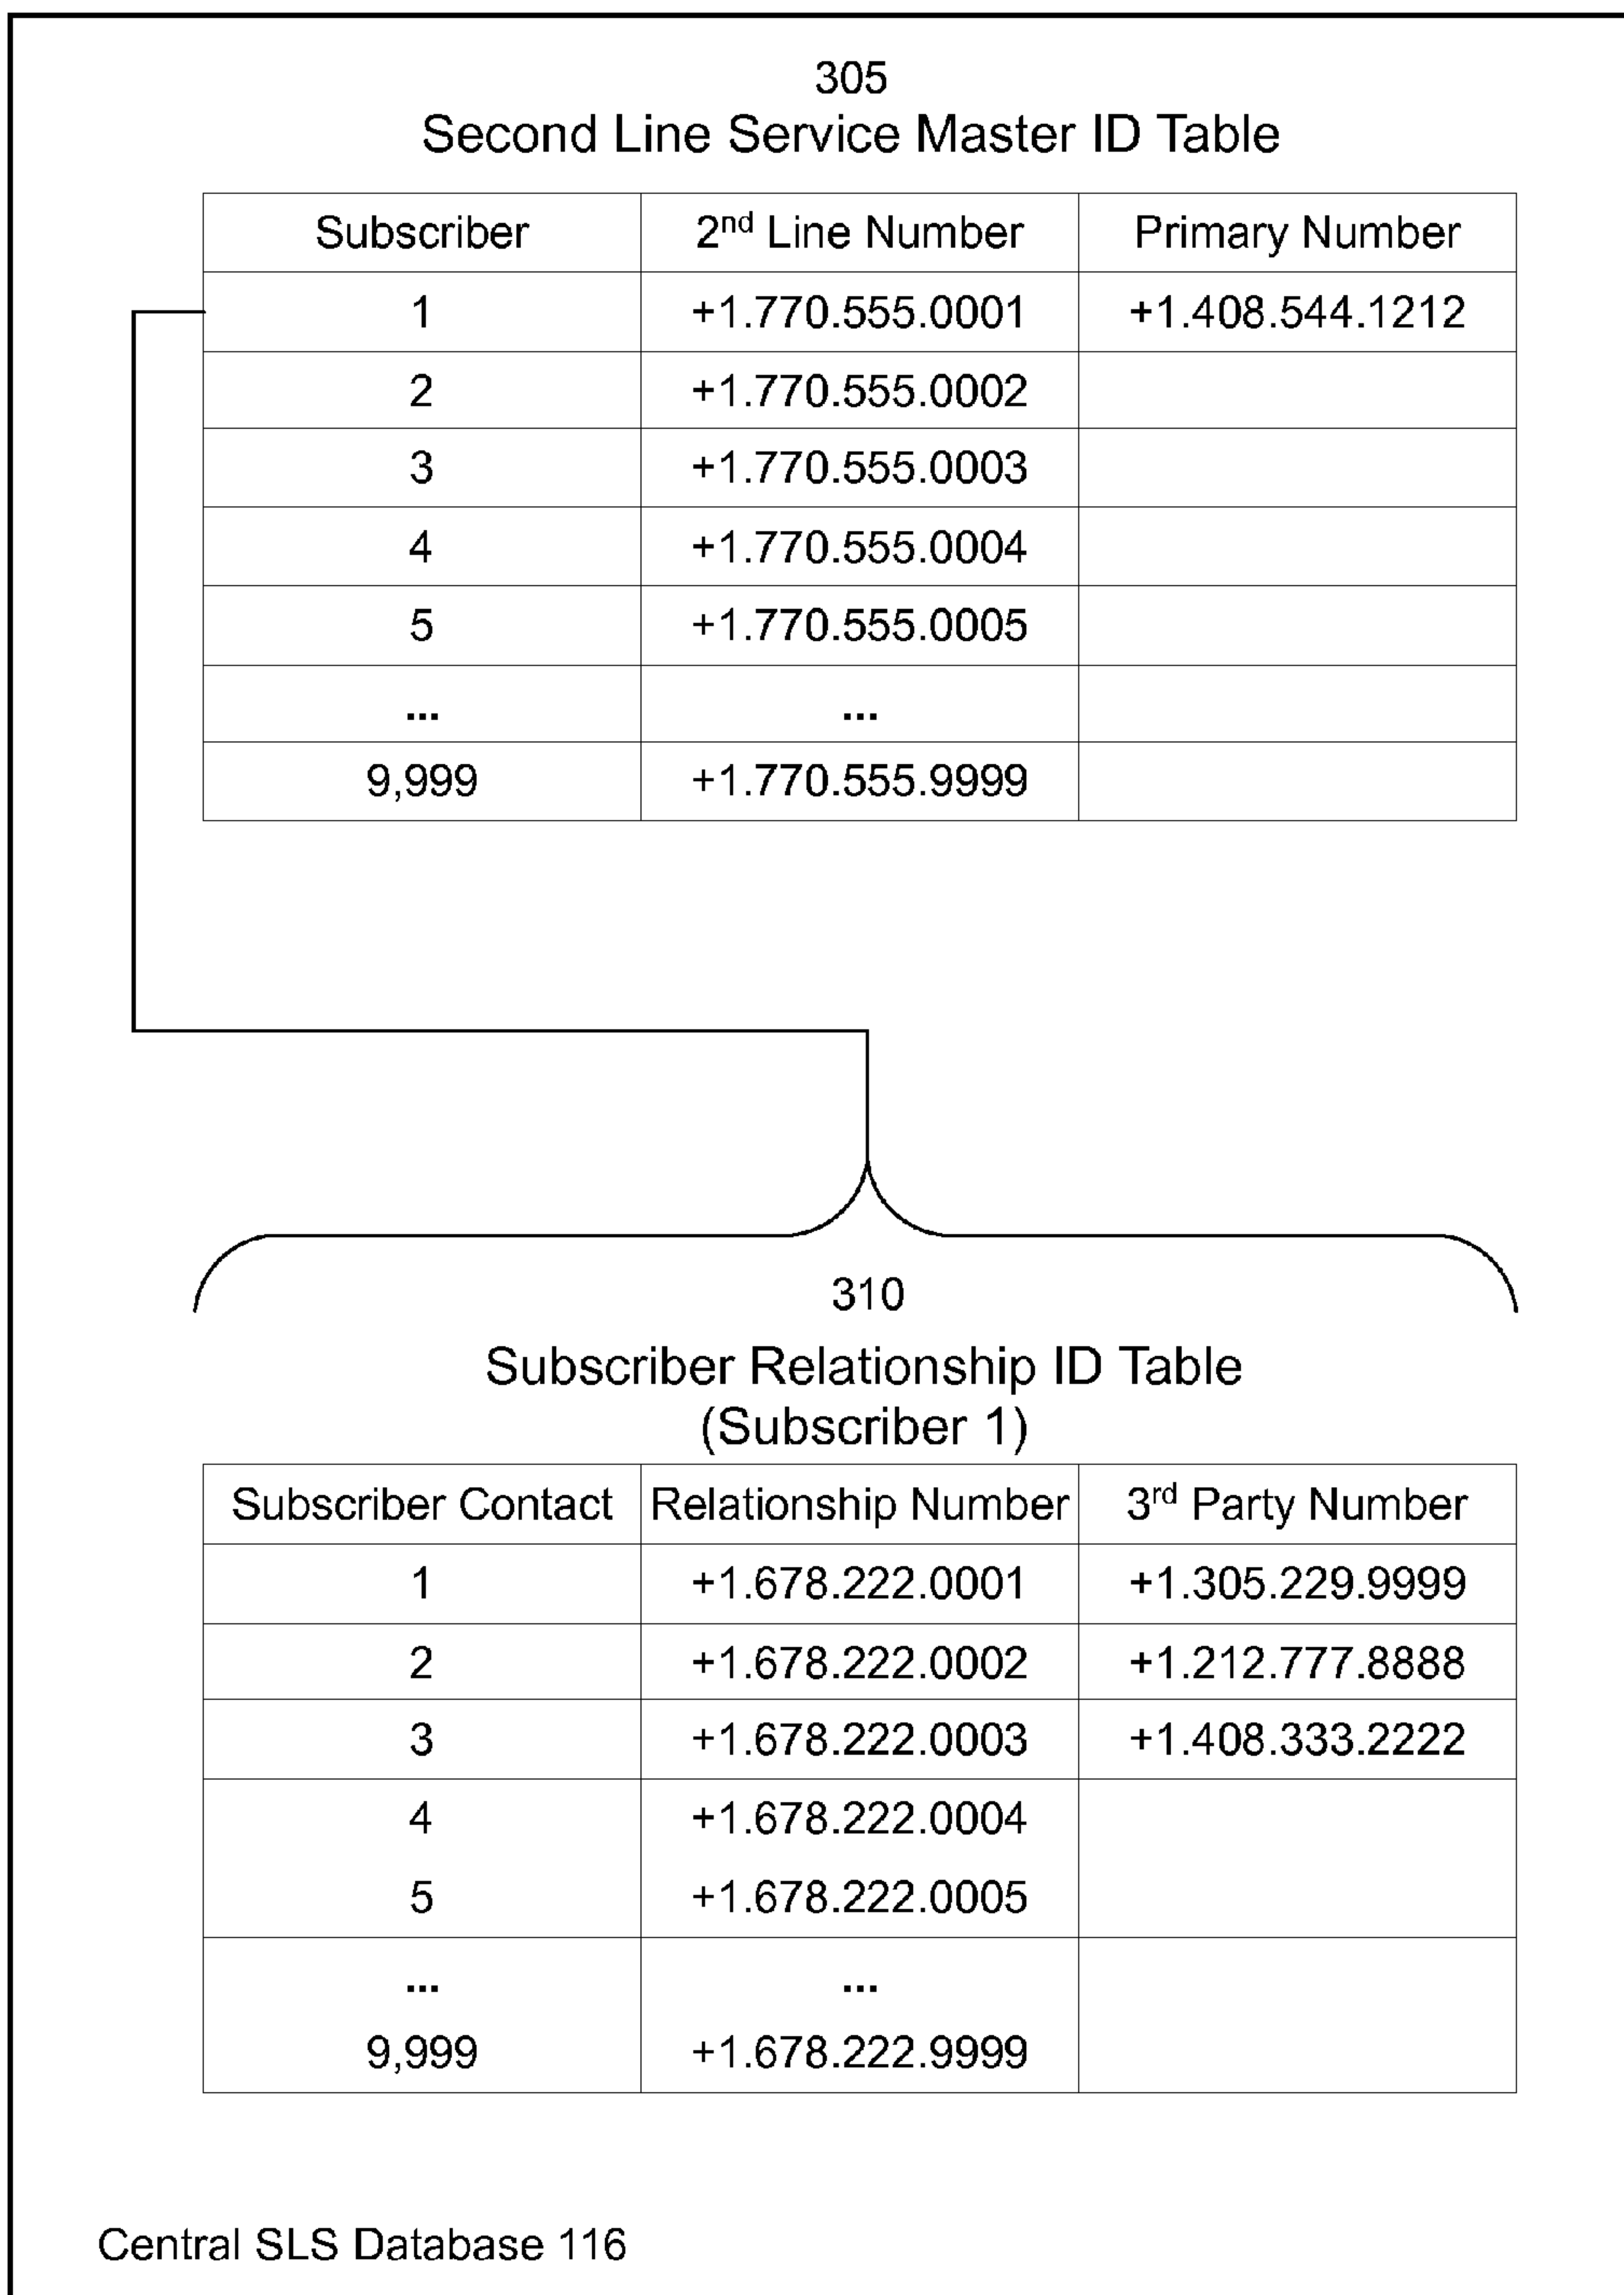 305
Second Line Service Master ID Table
Subscriber 2nd Line Number Primary Number
1 +1.770.555.0001 +1.408.544.1212
2 +1.770.555.0002
3 +1.770.555.0003
4 +1.770.555.0004
5 +1.770.555.0005
... ...
9,999 +1.770.555.9999
310
Subscriber Relationship ID Table
(Subscriber 1)
Subscriber Contact Relationship Number 3rd Party Number
1 +1.678.222.0001 +1.305.229.9999
2 +1.678.222.0002 +1.212.777.8888
3 +1.678.222.0003 +1.408.333.2222
4 +1.678.222.0004
5 +1.678.222.0005
... ...
9,999 +1.678.222.9999
Central SLS Database 116